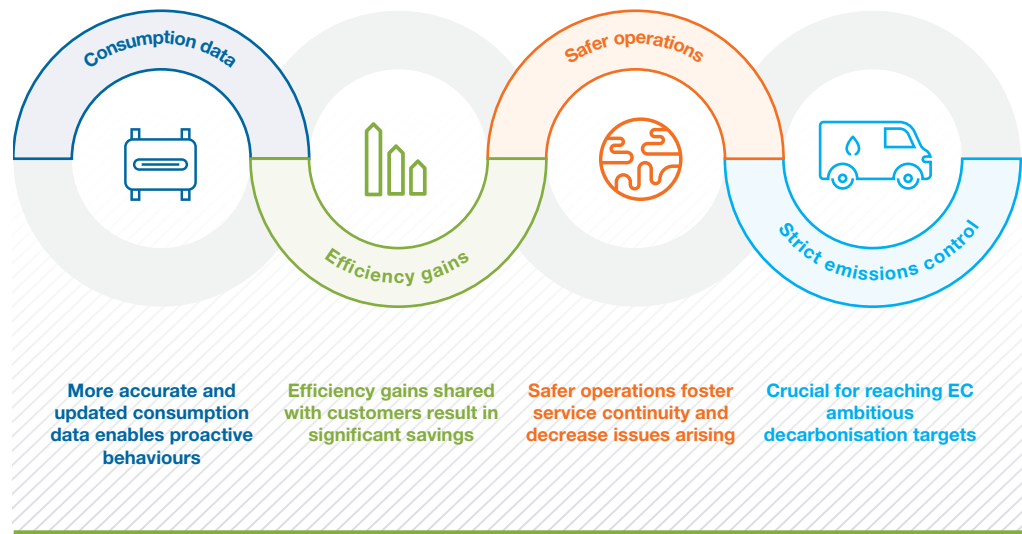 Consumption data
Safer operations
Efficiency gains
Strict emissions control
More accurate and
updated consumption
data enables proactive
behaviours
Efficiency gains shared
with customers result in
significant savings
Safer operations foster
service continuity and
decrease issues arising
Crucial for reaching EC
ambitious
decarbonisation targets